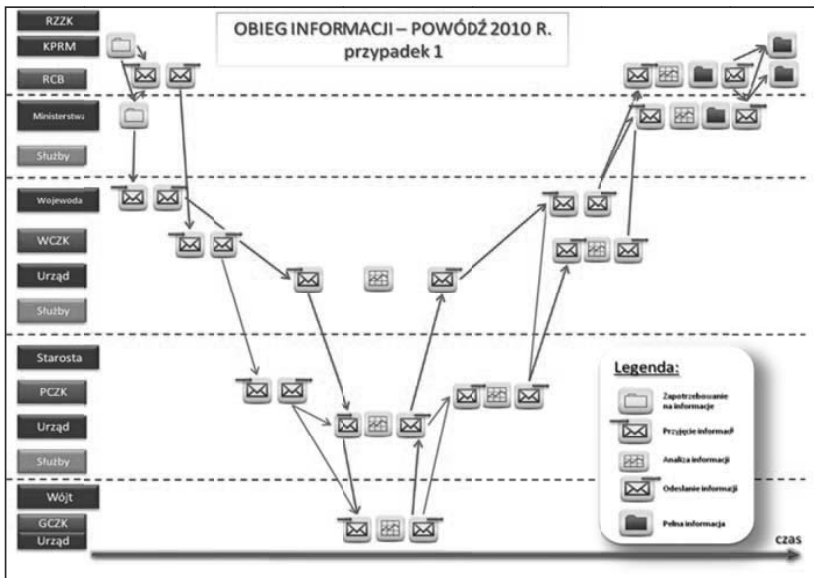 OBIEG INFORMACJI – POWÓDŹ 2010 R.
przypadek 1
RZZK
KPRM
RCB
Ministerstwa
Służby
Wojewoda
WCZK
Urząd
Służby
Starosta
PCZK
Urząd
Służby
Wójt
GCZK
Urząd
Legenda:
Zapotrzebowanie
na informacje
Przyjęcie informacji
Analiza informacji
Odesłanie informacji
Pełna informacja
czas